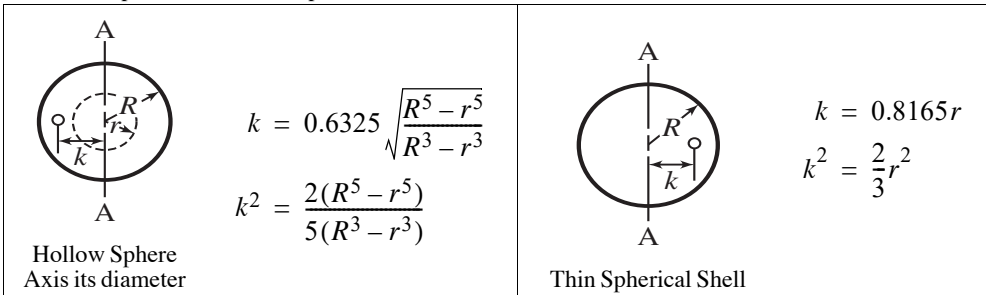 A
R
r
k
A
k = 0.6325 √((R⁵ – r⁵)/(R³ – r³))
k² = 2(R⁵ – r⁵)/5(R³ – r³)
Hollow Sphere
Axis its diameter
A
R
k
A
k = 0.8165r
k² = 2/3 r²
Thin Spherical Shell